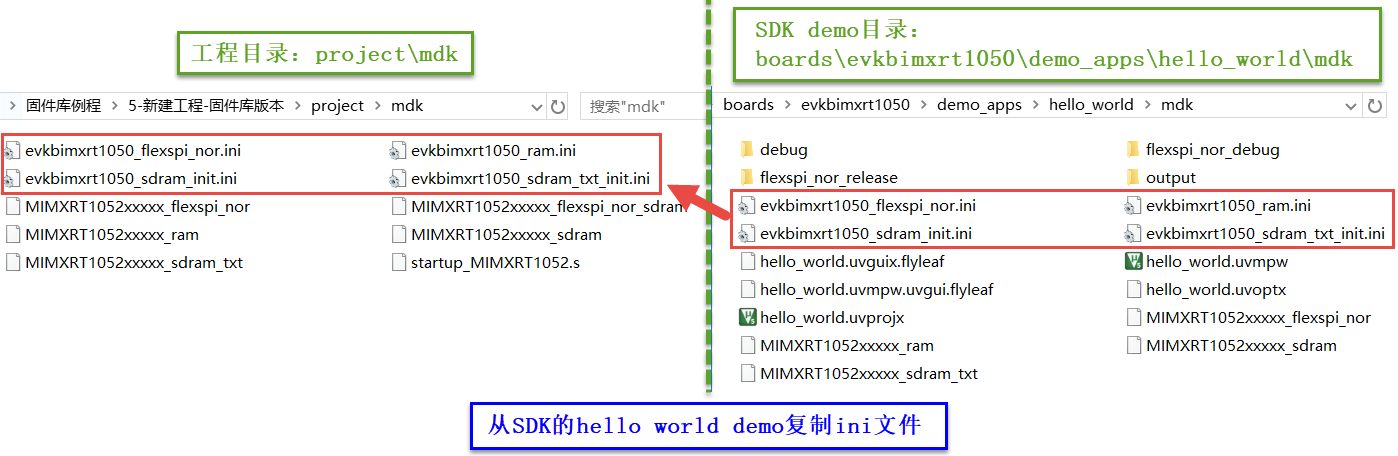 工程目录：project\mdk
固件库例程 > 5-新建工程-固件库版本 > project > mdk
搜索"mdk"
evkbimxrt1050_flexspi_nor.ini
evkbimxrt1050_ram.ini
evkbimxrt1050_sdram_init.ini
evkbimxrt1050_sdram_txt_init.ini
MIMXRT1052xxxxx_flexspi_nor
MIMXRT1052xxxxx_flexspi_nor_sdram
MIMXRT1052xxxxx_ram
MIMXRT1052xxxxx_sdram
MIMXRT1052xxxxx_sdram_txt
startup_MIMXRT1052.s
SDK demo目录：
boards\evkbimxrt1050\demo_apps\hello_world\mdk
boards > evkbimxrt1050 > demo_apps > hello_world > mdk
debug
flexspi_nor_debug
flexspi_nor_release
output
evkbimxrt1050_flexspi_nor.ini
evkbimxrt1050_ram.ini
evkbimxrt1050_sdram_init.ini
evkbimxrt1050_sdram_txt_init.ini
hello_world.uvguix.flyleaf
hello_world.uvmpw
hello_world.uvmpw.uvgui.flyleaf
hello_world.uvoptx
hello_world.uvprojx
MIMXRT1052xxxxx_flexspi_nor
MIMXRT1052xxxxx_ram
MIMXRT1052xxxxx_sdram
MIMXRT1052xxxxx_sdram_txt
从SDK的hello world demo复制ini文件